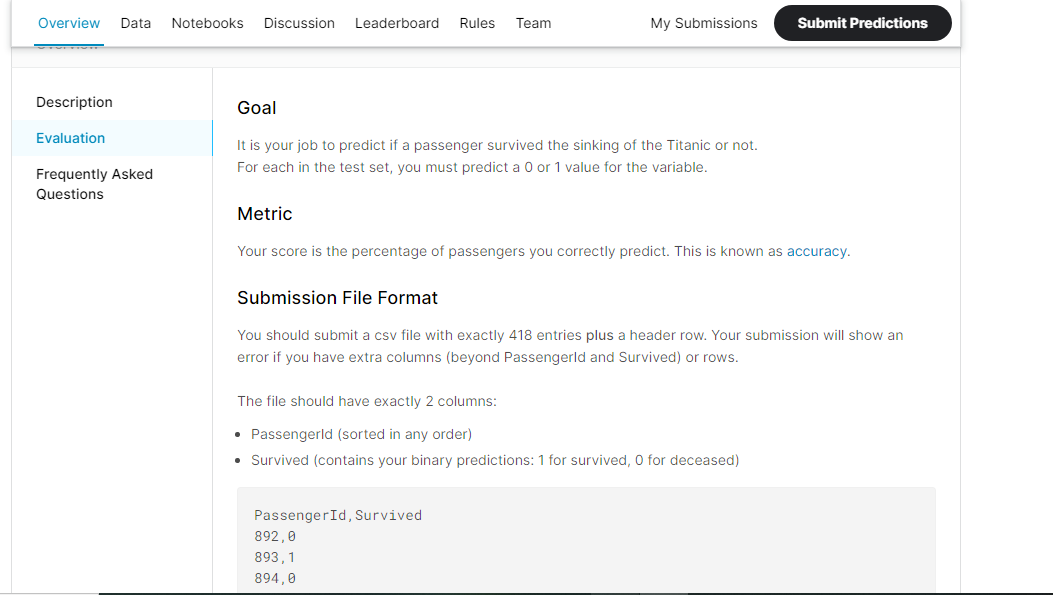 Overview Data Notebooks Discussion Leaderboard Rules Team My Submissions Submit Predictions
Overview
Description
Evaluation
Frequently Asked
Questions
Goal
It is your job to predict if a passenger survived the sinking of the Titanic or not.
For each in the test set, you must predict a 0 or 1 value for the variable.
Metric
Your score is the percentage of passengers you correctly predict. This is known as accuracy.
Submission File Format
You should submit a csv file with exactly 418 entries plus a header row. Your submission will show an
error if you have extra columns (beyond PassengerId and Survived) or rows.
The file should have exactly 2 columns:
• PassengerId (sorted in any order)
• Survived (contains your binary predictions: 1 for survived, 0 for deceased)
PassengerId,Survived
892,0
893,1
894,0